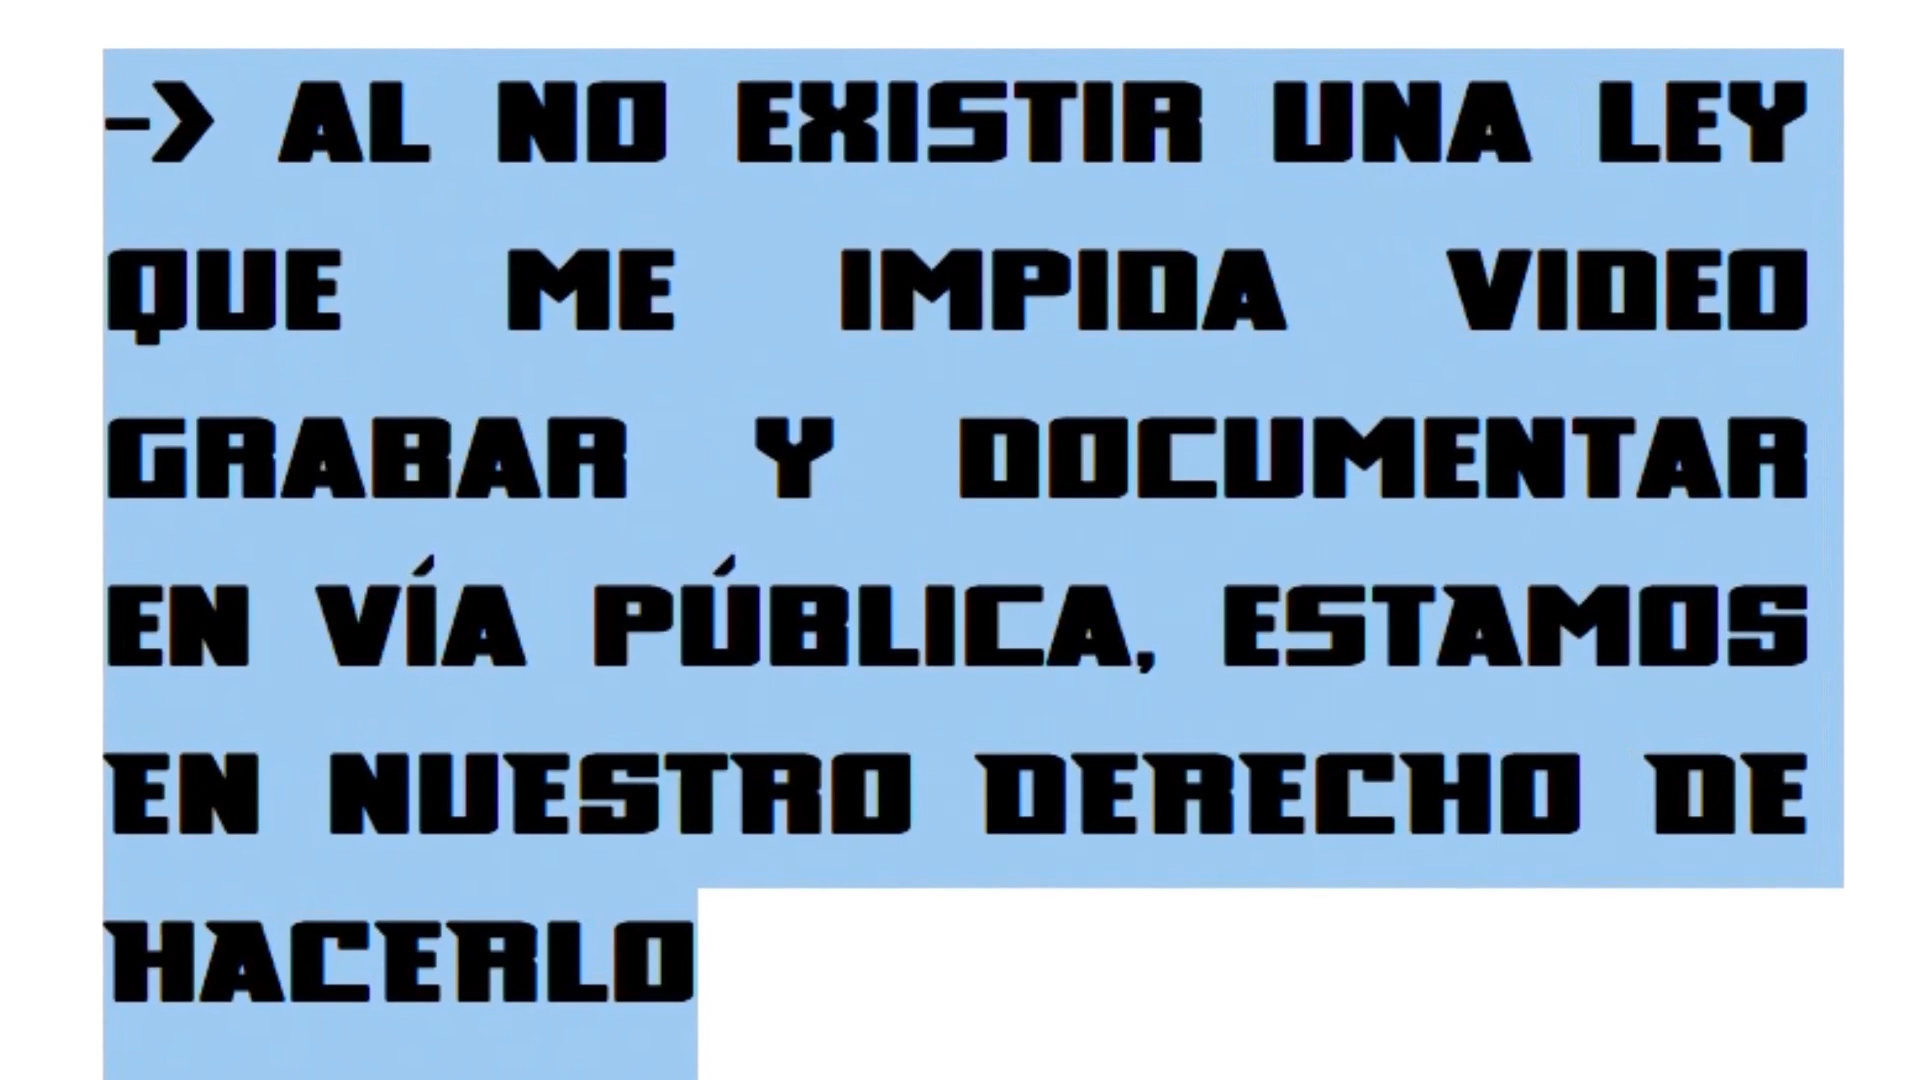 -> AL NO EXISTIR UNA LEY
QUE ME IMPIDA VIDEO
GRABAR Y DOCUMENTAR
EN VÍA PÚBLICA, ESTAMOS
EN NUESTRO DERECHO DE
HACERLO